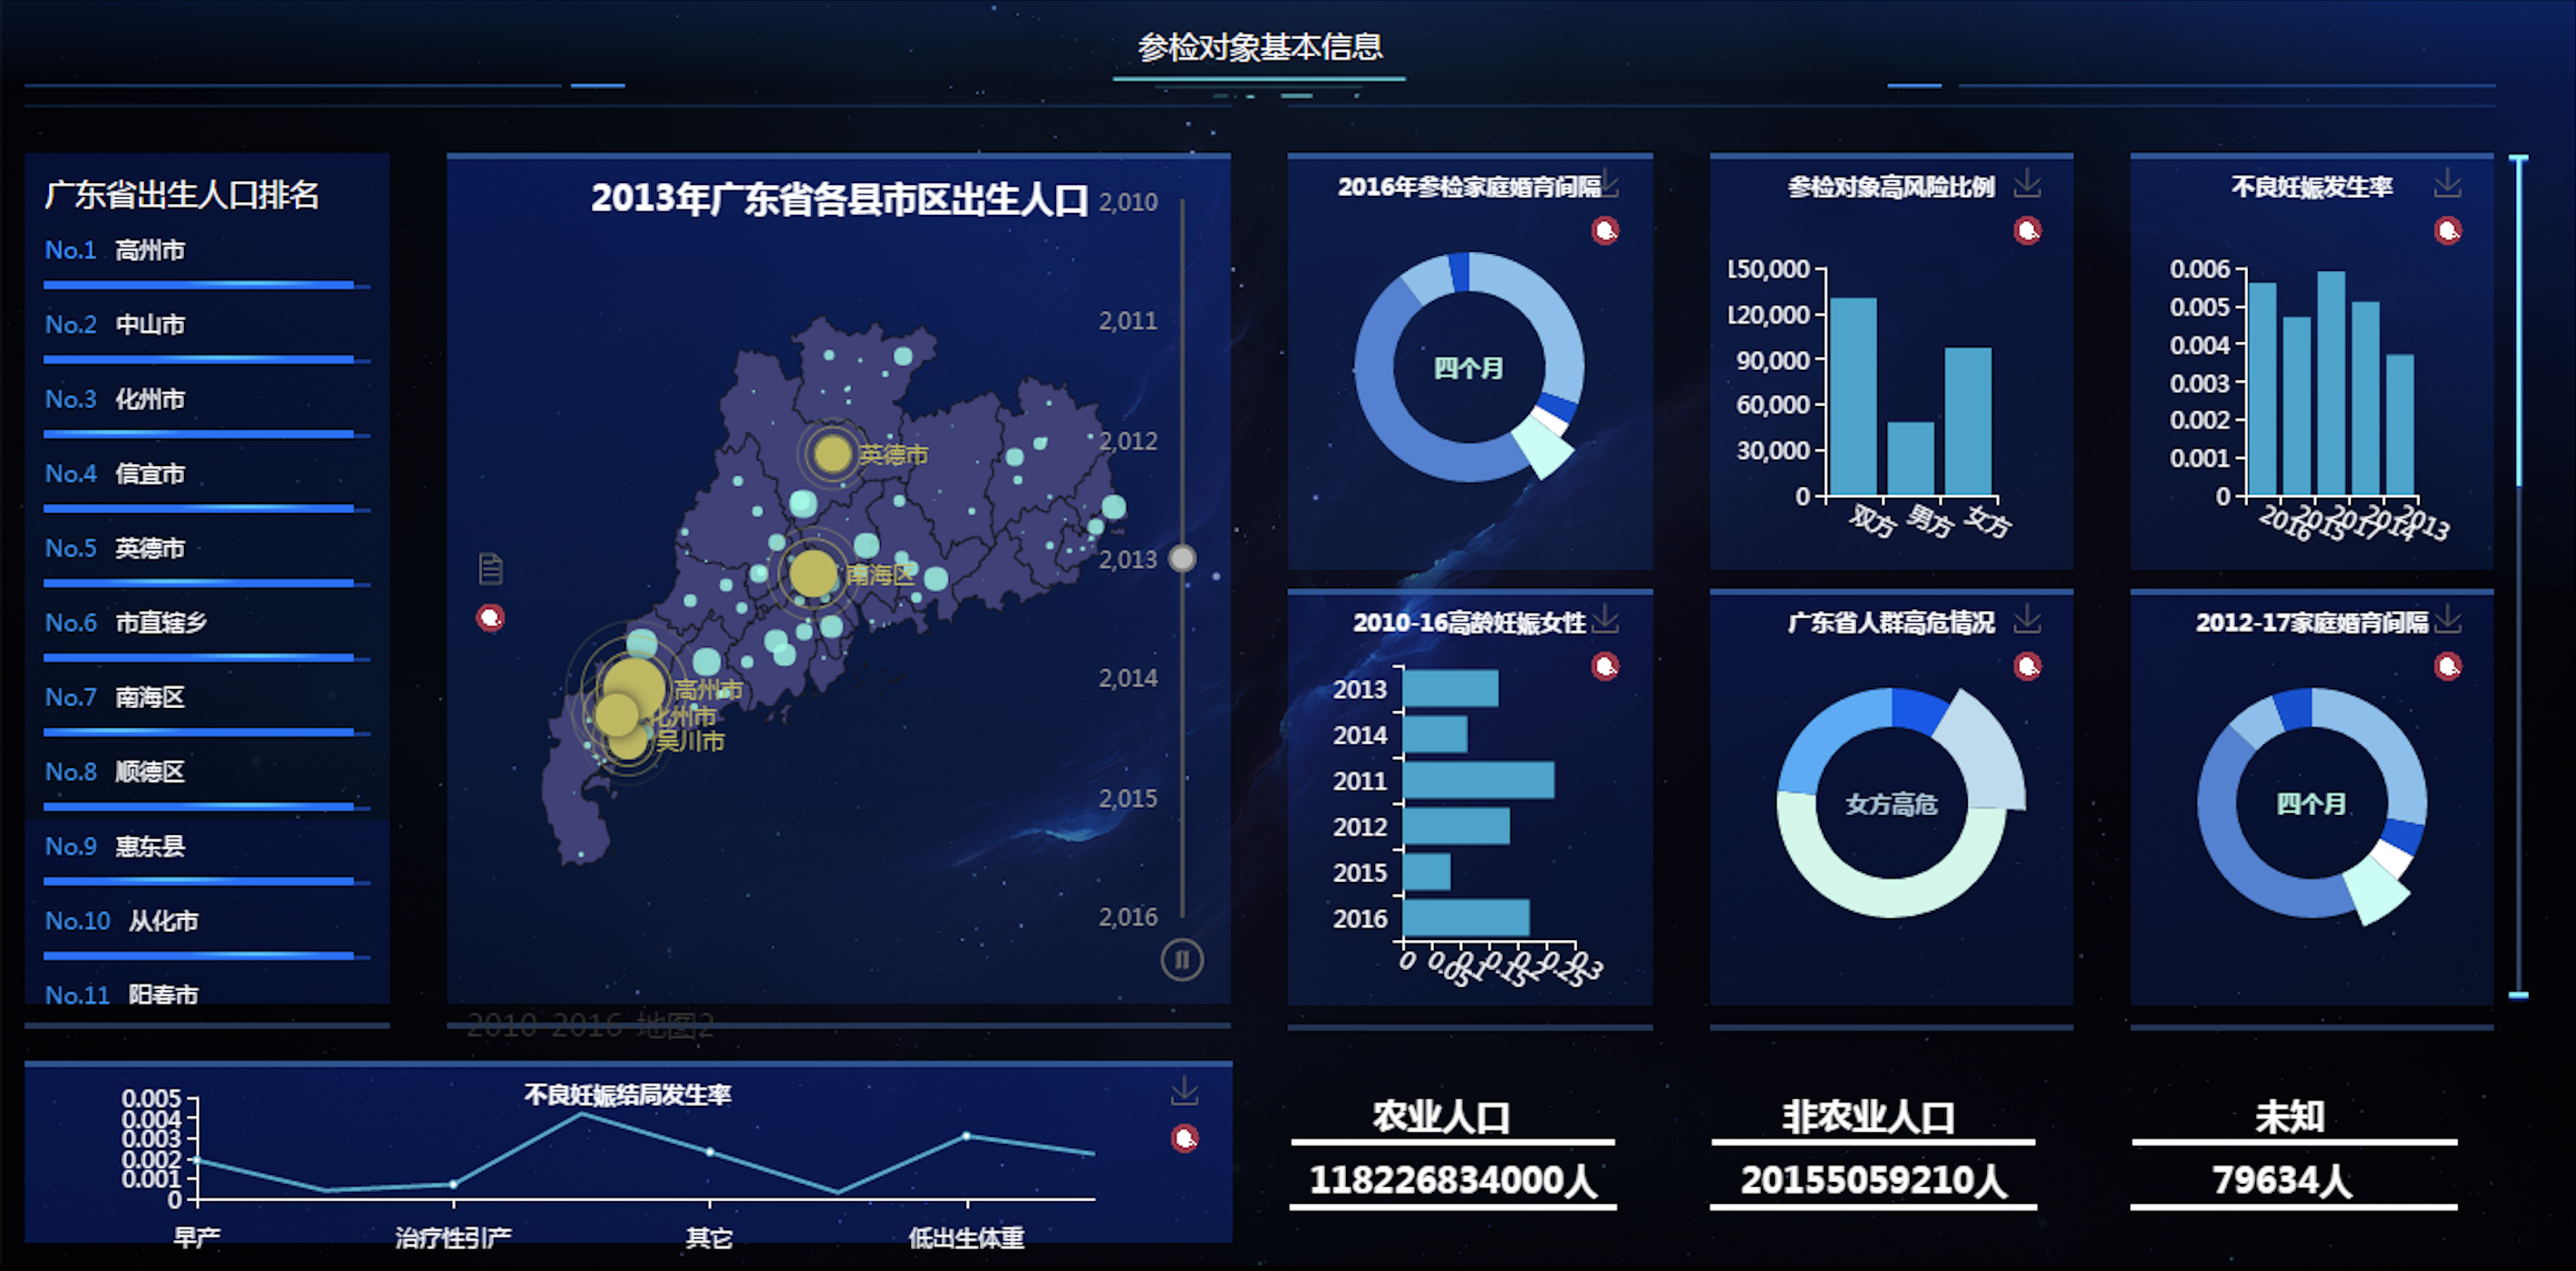 参检对象基本信息
广东省出生人口排名
No.1 高州市
No.2 中山市
No.3 化州市
No.4 信宜市
No.5 英德市
No.6 市直辖乡
No.7 南海区
No.8 顺德区
No.9 惠东县
No.10 从化市
No.11 阳春市
2013年广东省各县市区出生人口
2,010
2,011
2,012
2,013
2,014
2,015
2,016
英德市
南海区
高州市
化州市
吴川市
2010-2016-地图2
2016年参检家庭婚育间隔
四个月
参检对象高风险比例
150,000
120,000
90,000
60,000
30,000
0
双方
男方
女方
不良妊娠发生率
0.006
0.005
0.004
0.003
0.002
0.001
0
2016
2015
2017
2014
2013
2010-16高龄妊娠女性
2013
2014
2011
2012
2015
2016
0
0.05
0.1
0.15
0.2
0.25
0.3
广东省人群高危情况
女方高危
2012-17家庭婚育间隔
四个月
不良妊娠结局发生率
0.005
0.004
0.003
0.002
0.001
0
早产
治疗性引产
其它
低出生体重
农业人口
118226834000人
非农业人口
20155059210人
未知
79634人